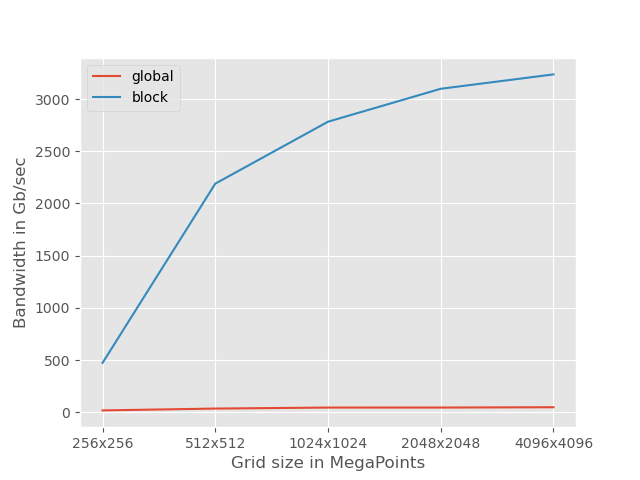 global
block
3000
2500
2000
1500
1000
500
0
Bandwidth in Gb/sec
256x256 512x512 1024x1024 2048x2048 4096x4096
Grid size in MegaPoints